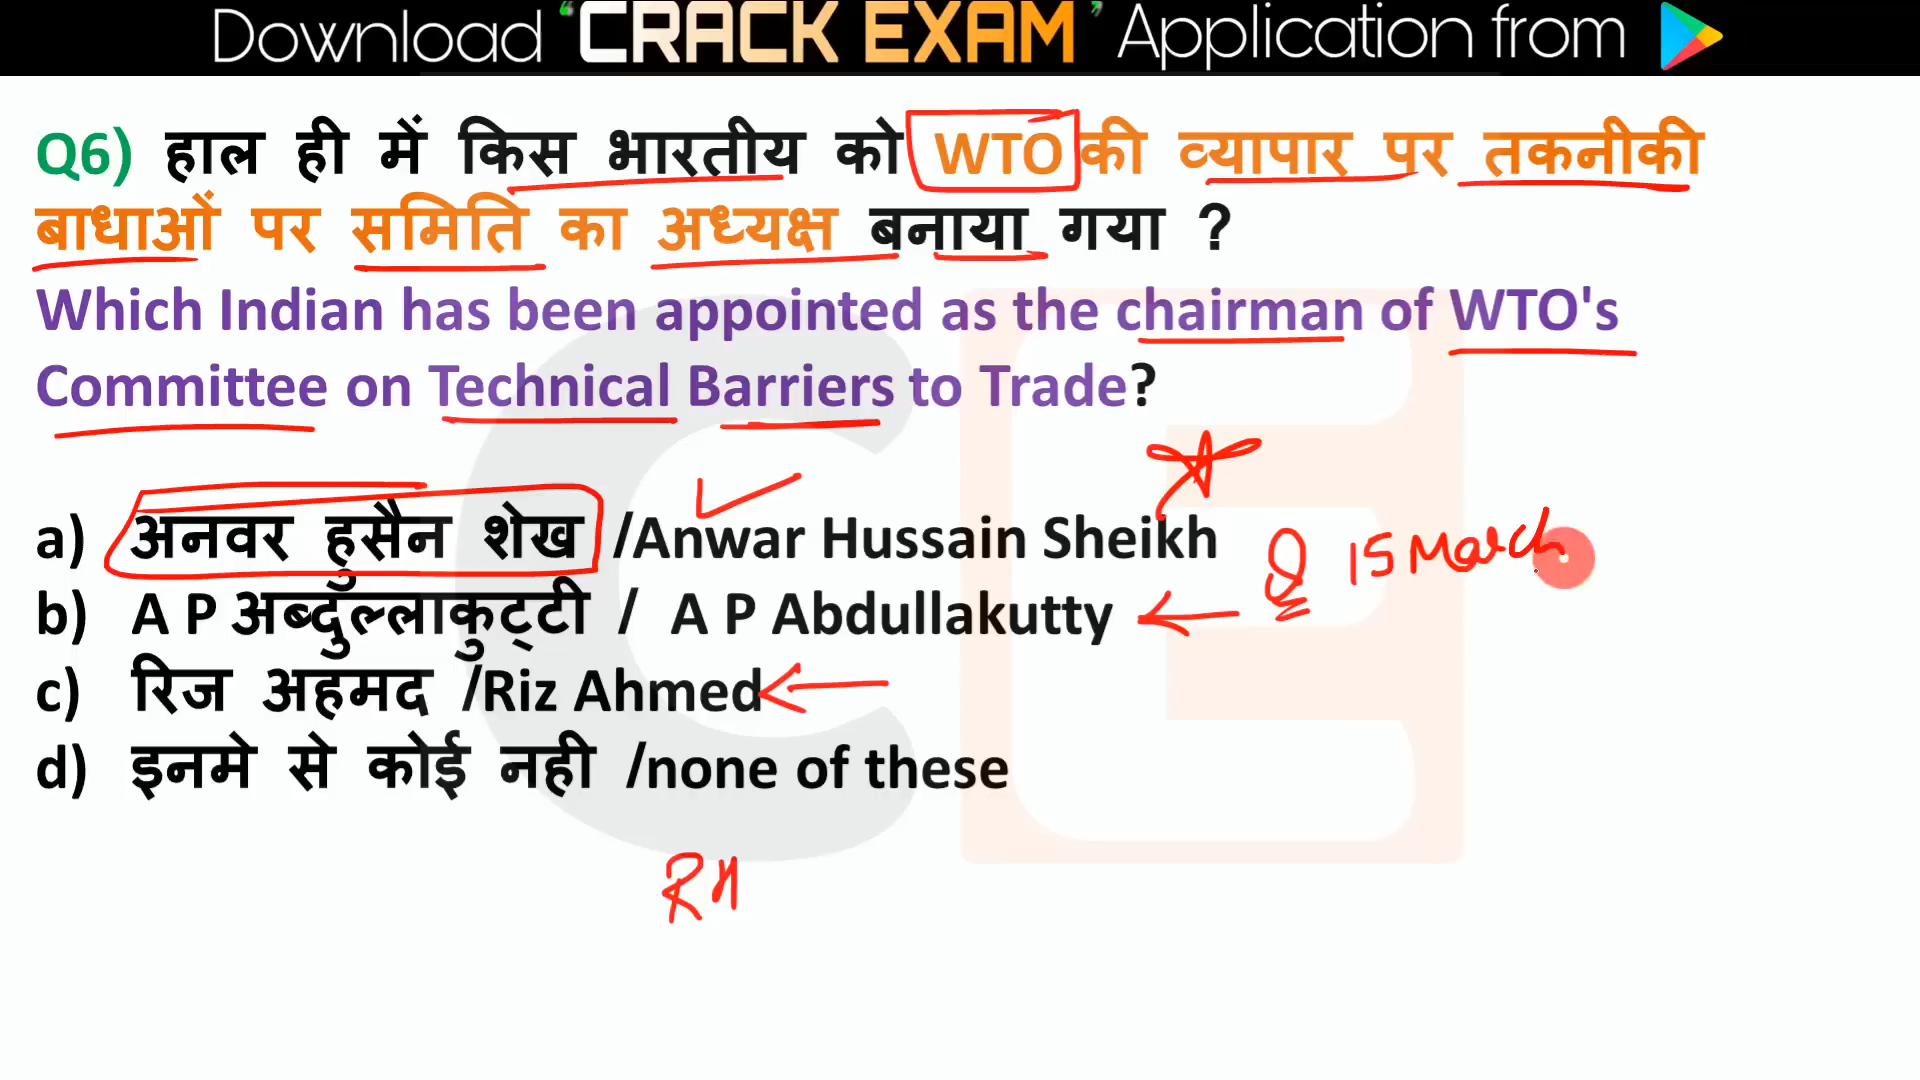 Download “CRACK EXAM” Application from
Q6) हाल ही में किस भारतीय को WTO की व्यापार पर तकनीकी
बाधाओं पर समिति का अध्यक्ष बनाया गया ?
Which Indian has been appointed as the chairman of WTO's
Committee on Technical Barriers to Trade?
a) अनवर हुसैन शेख /Anwar Hussain Sheikh
15 March
b) A P अब्दुल्लाकुट्टी / A P Abdullakutty
c) रिज अहमद /Riz Ahmed
d) इनमे से कोई नही /none of these